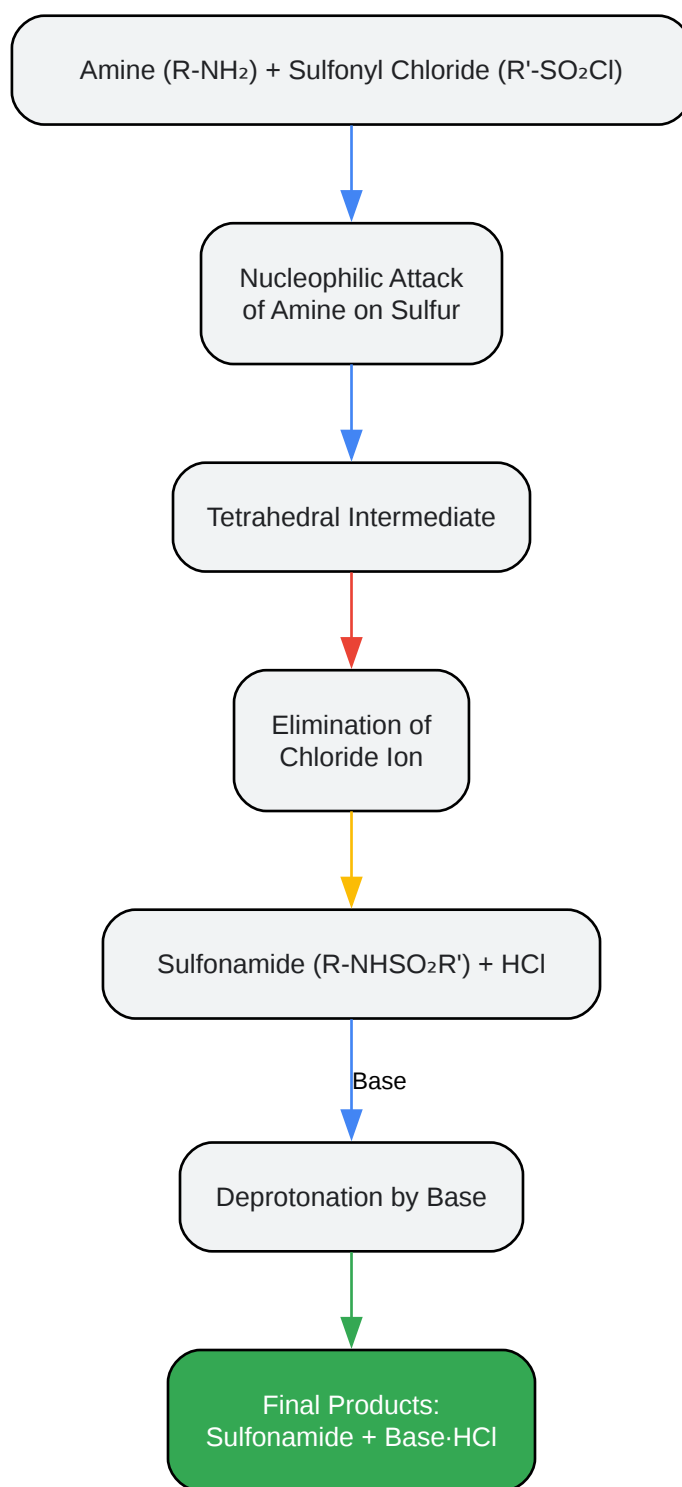 Amine (R-NH₂) + Sulfonyl Chloride (R'-SO₂Cl)
Nucleophilic Attack
of Amine on Sulfur
Tetrahedral Intermediate
Elimination of
Chloride Ion
Sulfonamide (R-NHSO₂R') + HCl
Base
Deprotonation by Base
Final Products:
Sulfonamide + Base·HCl